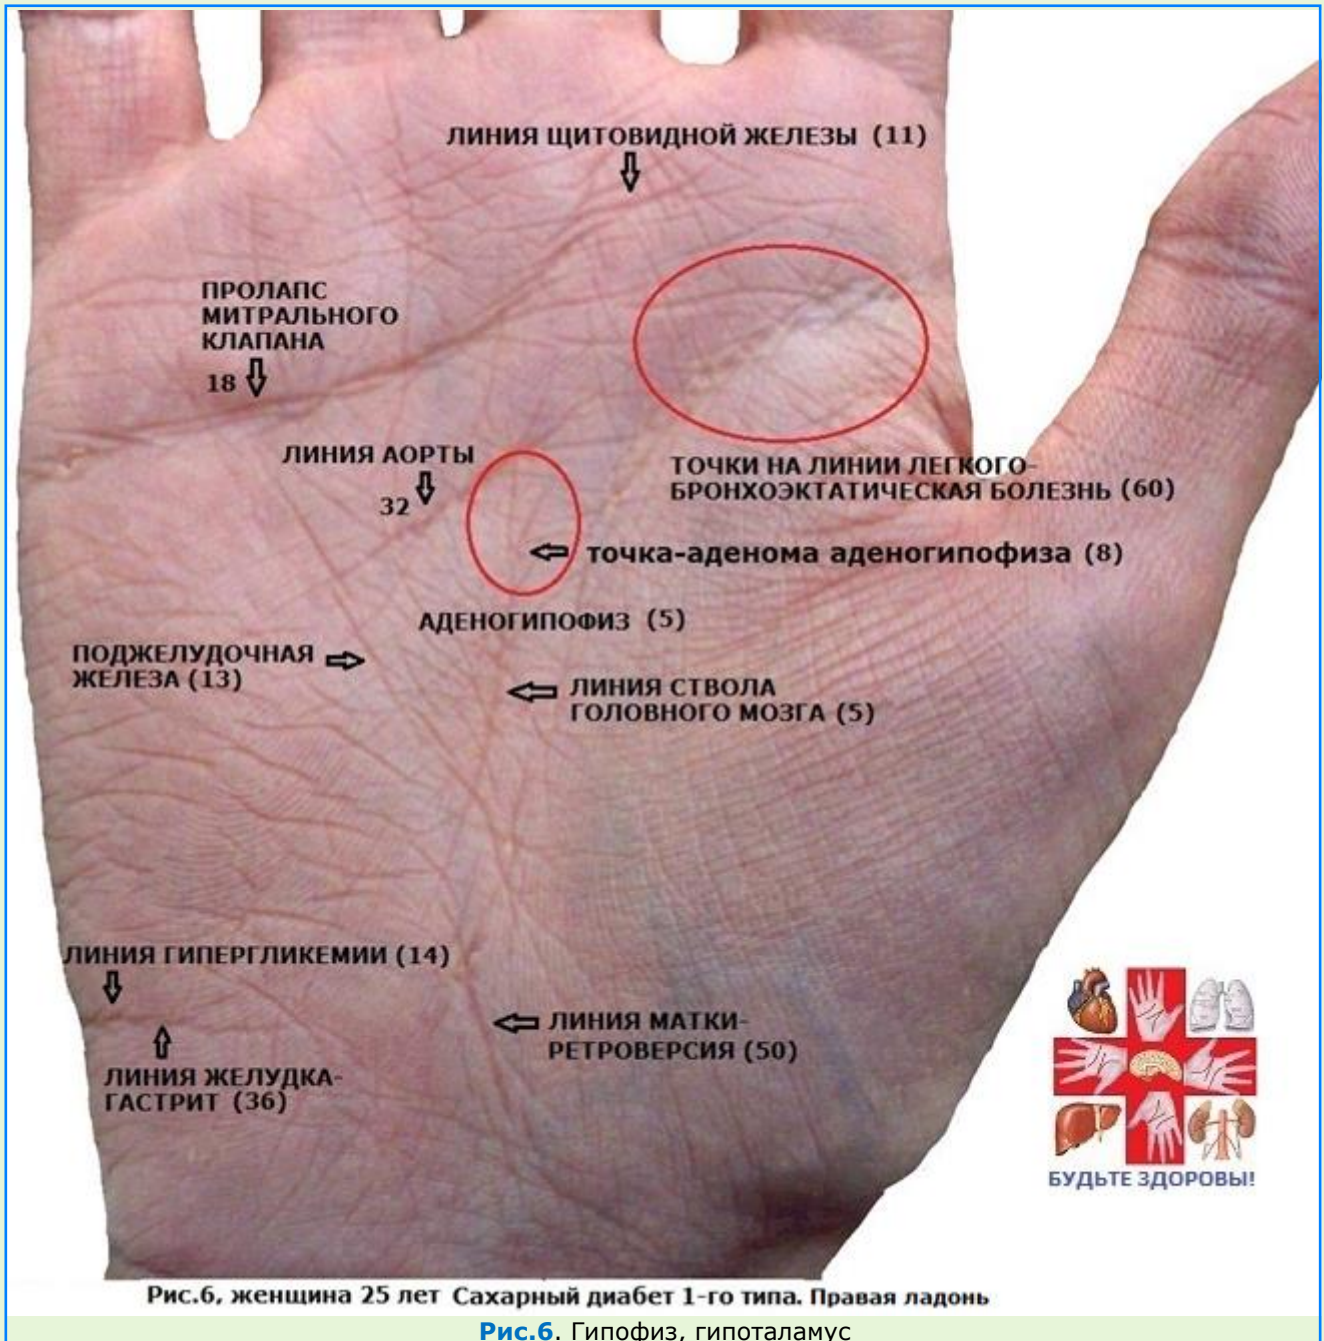 ЛИНИЯ ЩИТОВИДНОЙ ЖЕЛЕЗЫ (11)
ПРОЛАПС
МИТРАЛЬНОГО
КЛАПАНА
18
ЛИНИЯ АОРТЫ
32
ТОЧКИ НА ЛИНИИ ЛЕГКОГО-
БРОНХОЭКТАТИЧЕСКАЯ БОЛЕЗНЬ (60)
точка-аденома аденогипофиза (8)
АДЕНОГИПОФИЗ (5)
ПОДЖЕЛУДОЧНАЯ
ЖЕЛЕЗА (13)
ЛИНИЯ СТВОЛА
ГОЛОВНОГО МОЗГА (5)
ЛИНИЯ ГИПЕРГЛИКЕМИИ (14)
ЛИНИЯ МАТКИ-
РЕТРОВЕРСИЯ (50)
ЛИНИЯ ЖЕЛУДКА-
ГАСТРИТ (36)
БУДЬТЕ ЗДОРОВЫ!
Рис.6, женщина 25 лет Сахарный диабет 1-го типа. Правая ладонь
Рис.6. Гипофиз, гипоталамус